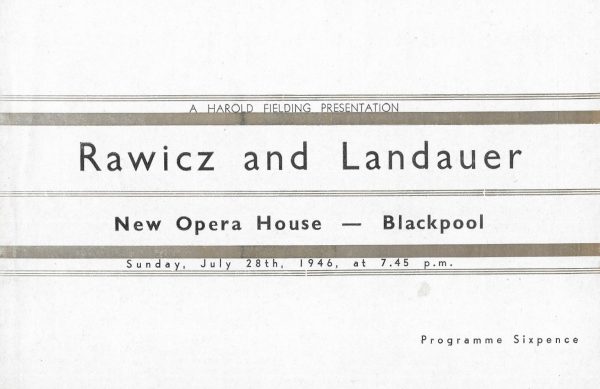 A HAROLD FIELDING PRESENTATION
Rawicz and Landauer
New Opera House — Blackpool
Sunday, July 28th, 1946, at 7.45 p.m.
Programme Sixpence